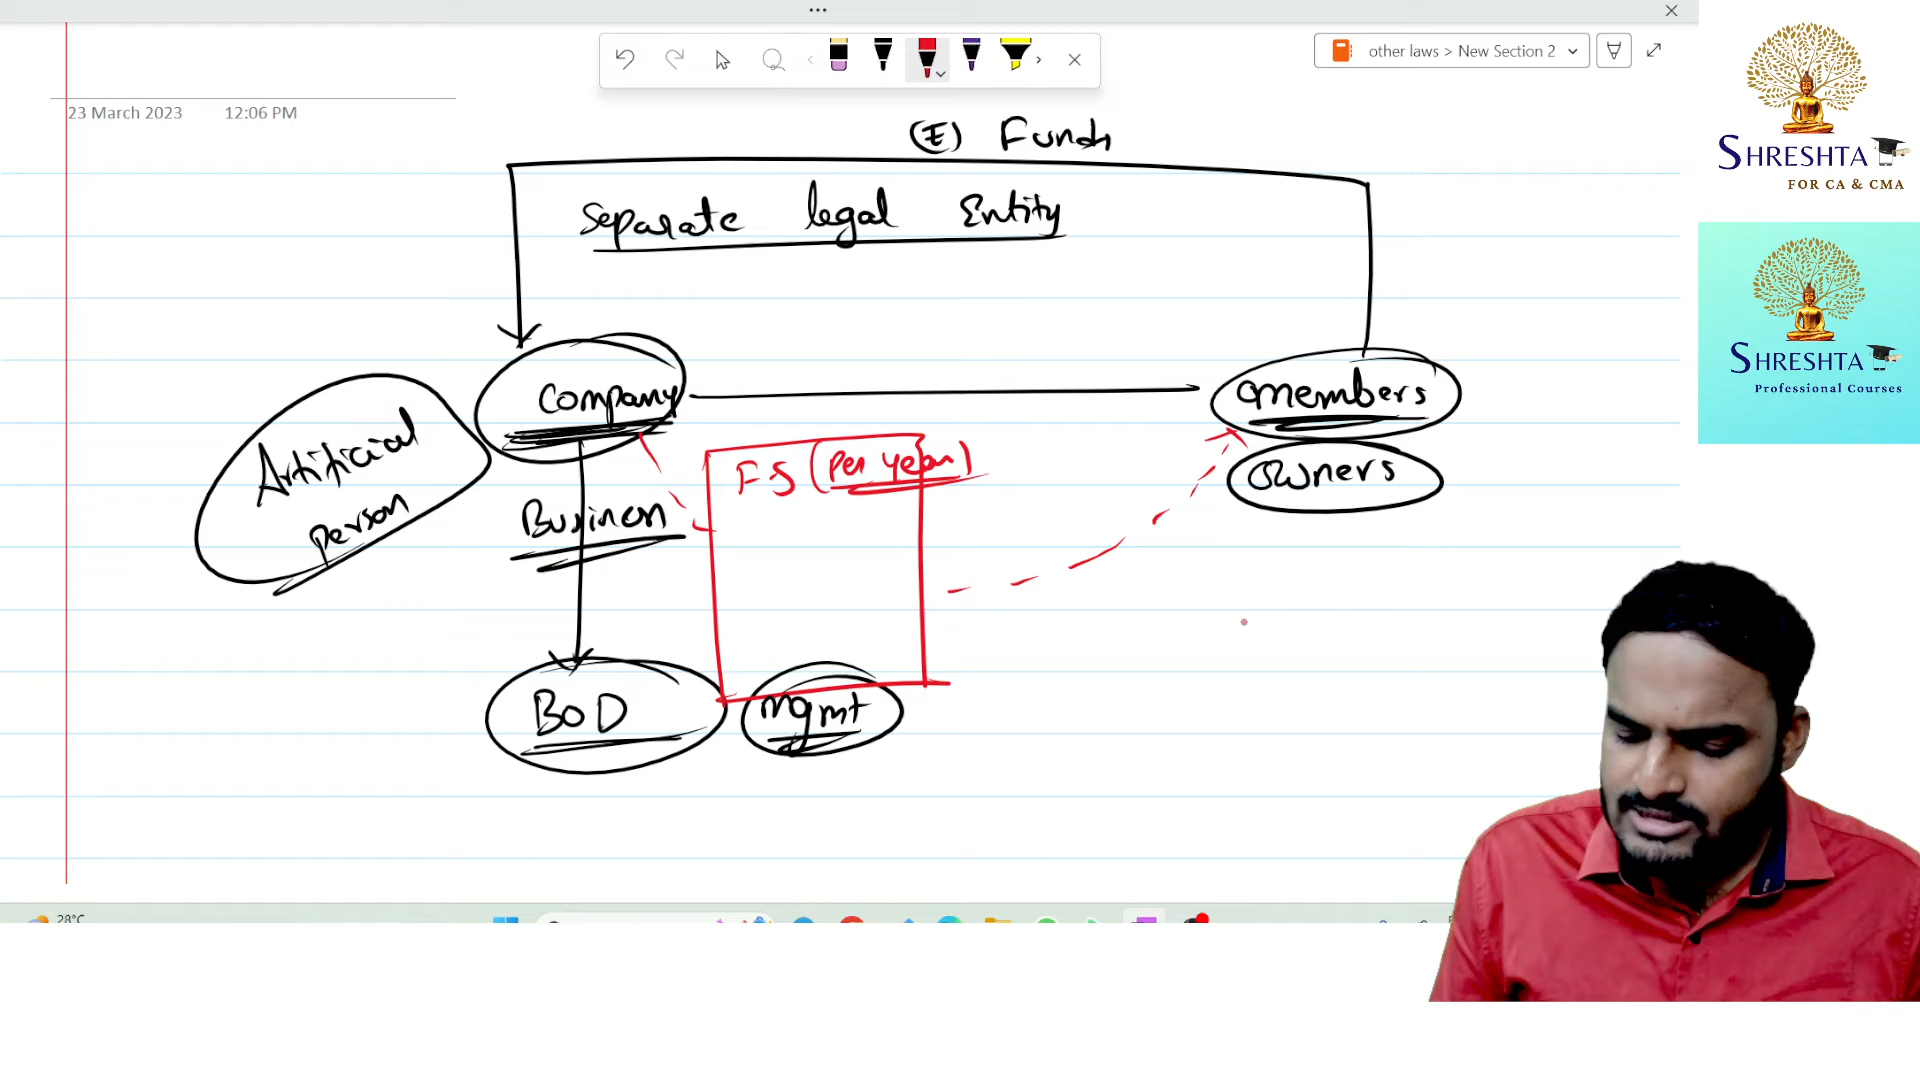 other laws > New Section 2
23 March 2023 12:06 PM
(E) Funds
Separate legal Entity
Company
members
Artificial person
FS (per year)
owners
Business
BOD
mgmt
28°C
SHRESHTA
FOR CA & CMA
SHRESHTA
Professional Courses